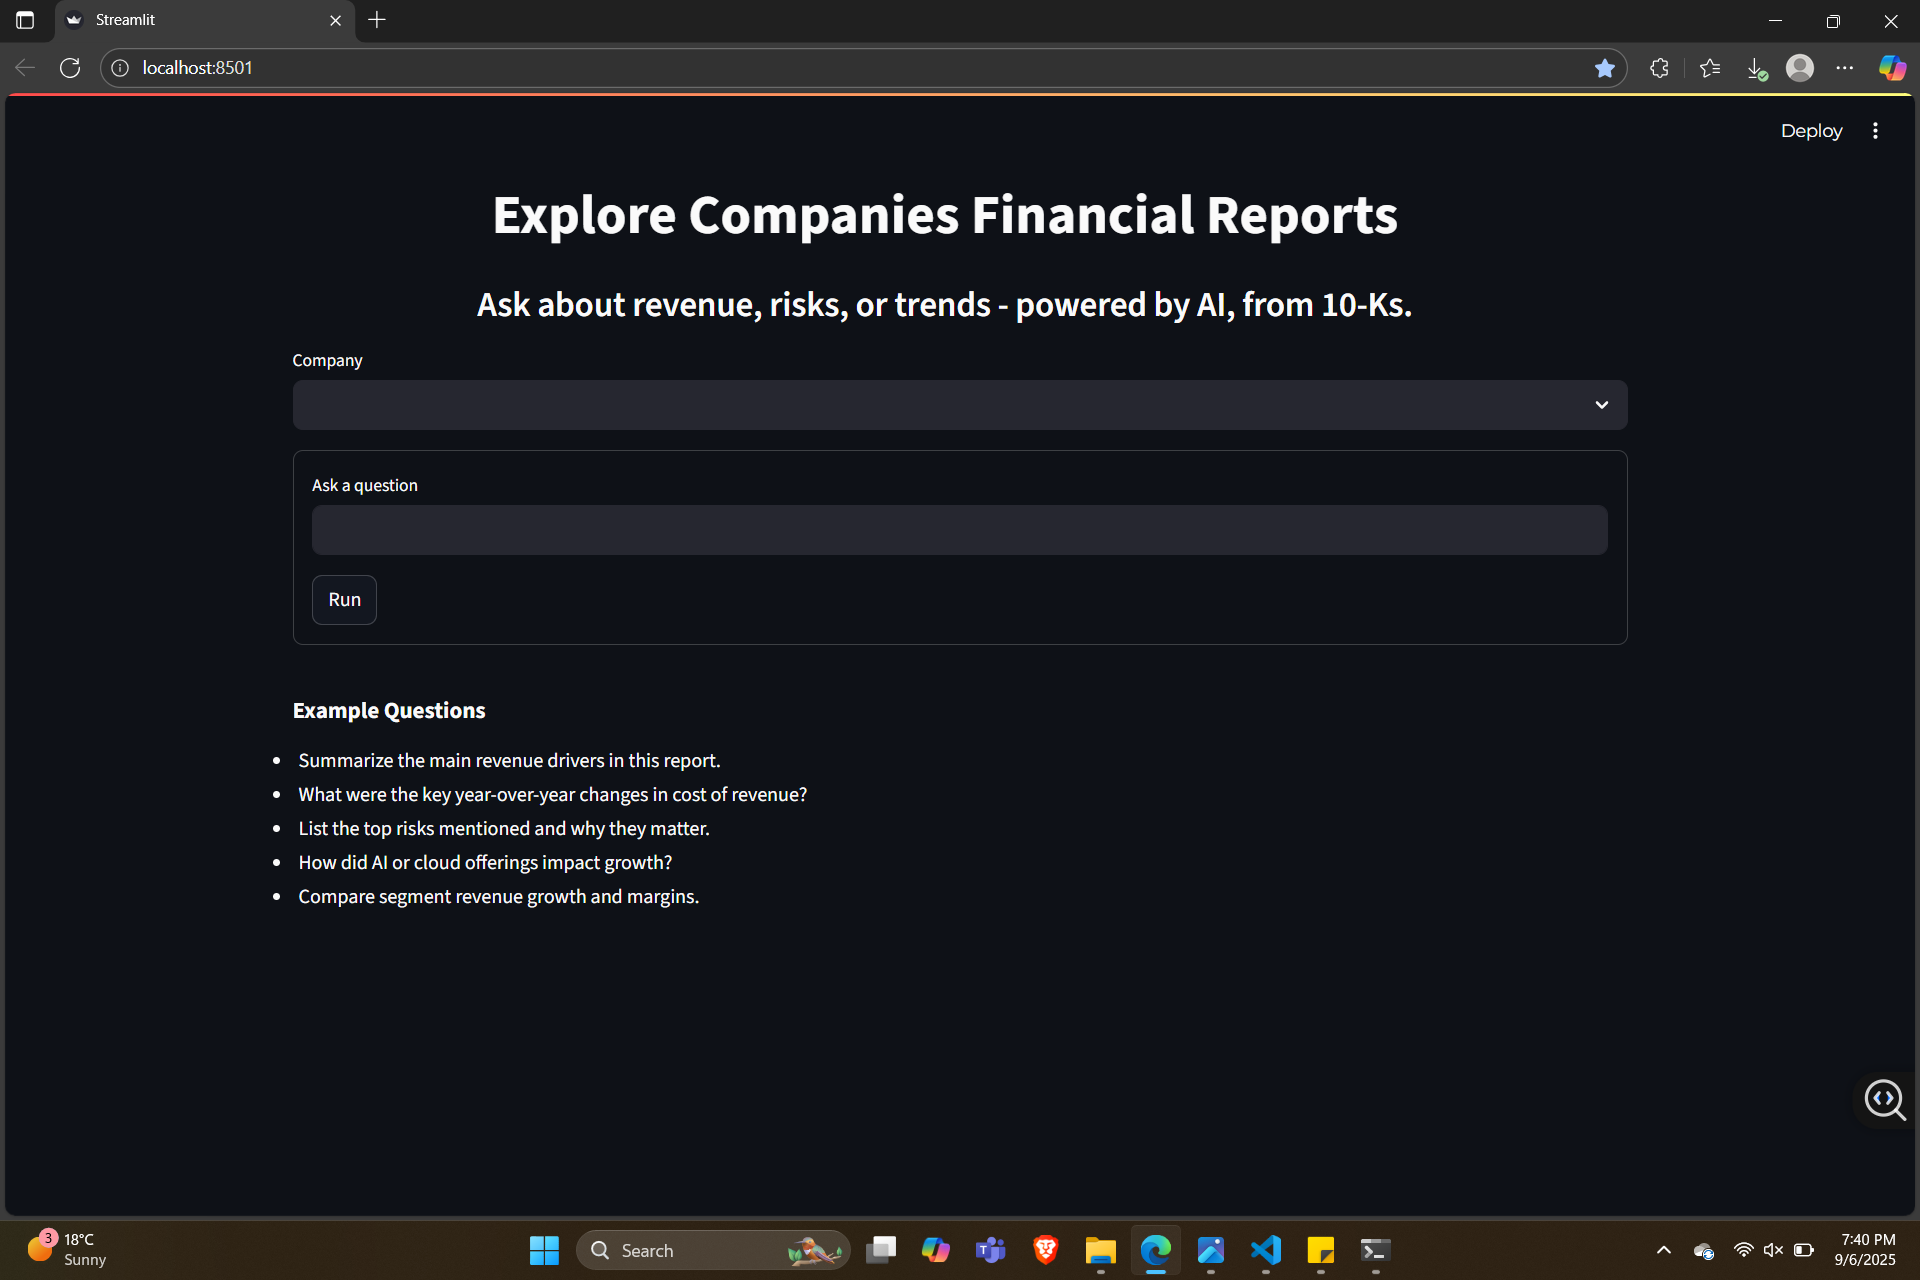 Streamlit
localhost:8501
Deploy
Explore Companies Financial Reports
Ask about revenue, risks, or trends - powered by AI, from 10-Ks.
Company
Ask a question
Run
Example Questions
Summarize the main revenue drivers in this report.
What were the key year-over-year changes in cost of revenue?
List the top risks mentioned and why they matter.
How did AI or cloud offerings impact growth?
Compare segment revenue growth and margins.
3
18°C
Sunny
Search
7:40 PM
9/6/2025